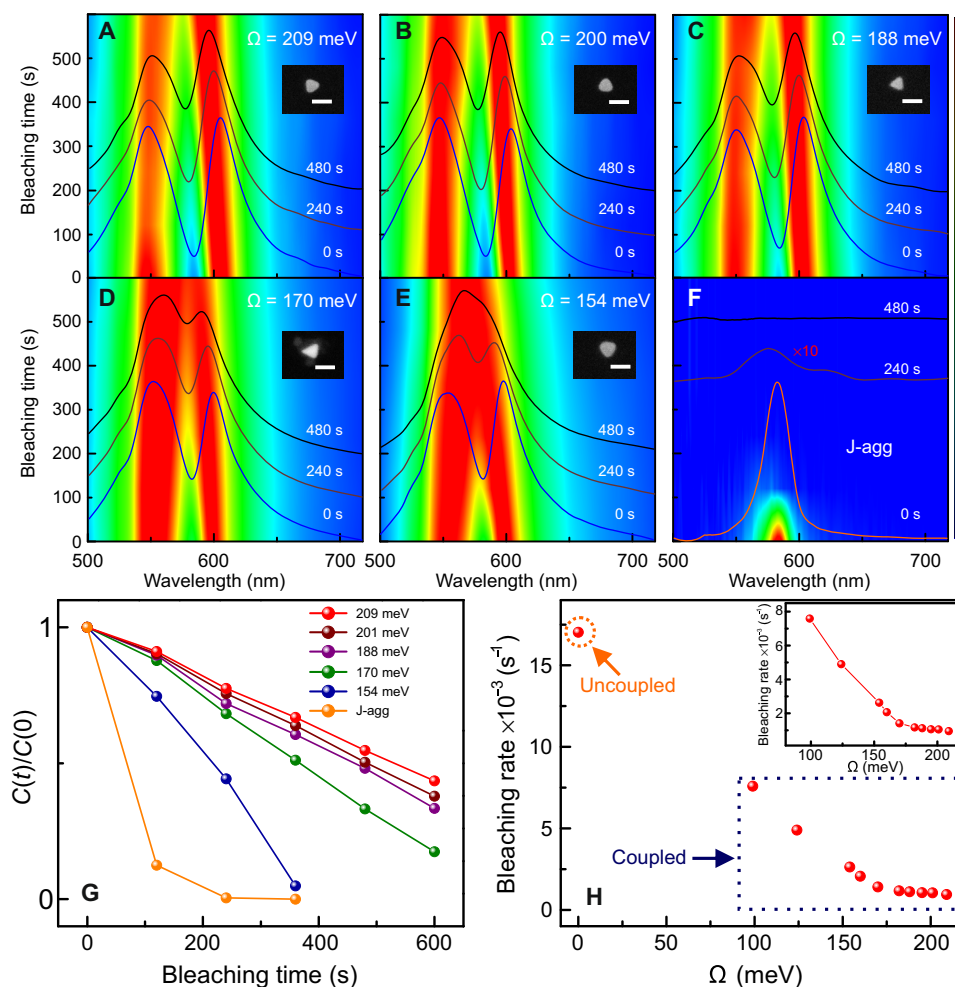 A
Ω = 209 meV
480 s
240 s
0 s
B
Ω = 200 meV
480 s
240 s
0 s
C
Ω = 188 meV
480 s
240 s
0 s
Bleaching time (s)
500
400
300
200
100
0
D
Ω = 170 meV
480 s
240 s
0 s
E
Ω = 154 meV
480 s
240 s
0 s
F
480 s
×10
240 s
J-agg
0 s
Bleaching time (s)
500
400
300
200
100
0
500 600 700
500 600 700
500 600 700
Wavelength (nm)
Wavelength (nm)
Wavelength (nm)
C(t)/C(0)
1
0
209 meV
201 meV
188 meV
170 meV
154 meV
J-agg
G
0 200 400 600
Bleaching time (s)
Bleaching rate ×10⁻³ (s⁻¹)
15
10
5
0
Uncoupled
Coupled
H
0 50 100 150 200
Ω (meV)
Bleaching rate ×10⁻³ (s⁻¹)
8
6
4
2
0
100 150 200
Ω (meV)